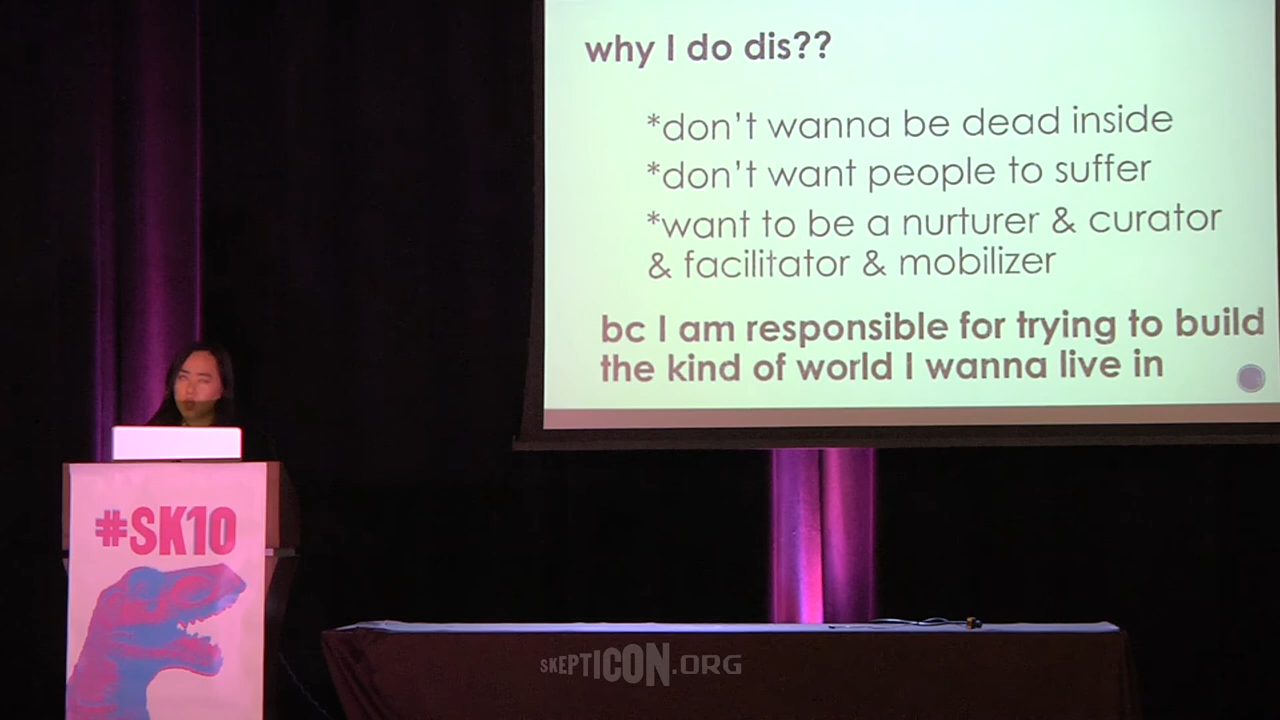 why I do dis??
*don't wanna be dead inside
*don't want people to suffer
*want to be a nurturer & curator
& facilitator & mobilizer
bc I am responsible for trying to build
the kind of world I wanna live in
#SK10
SKEPTICON.ORG